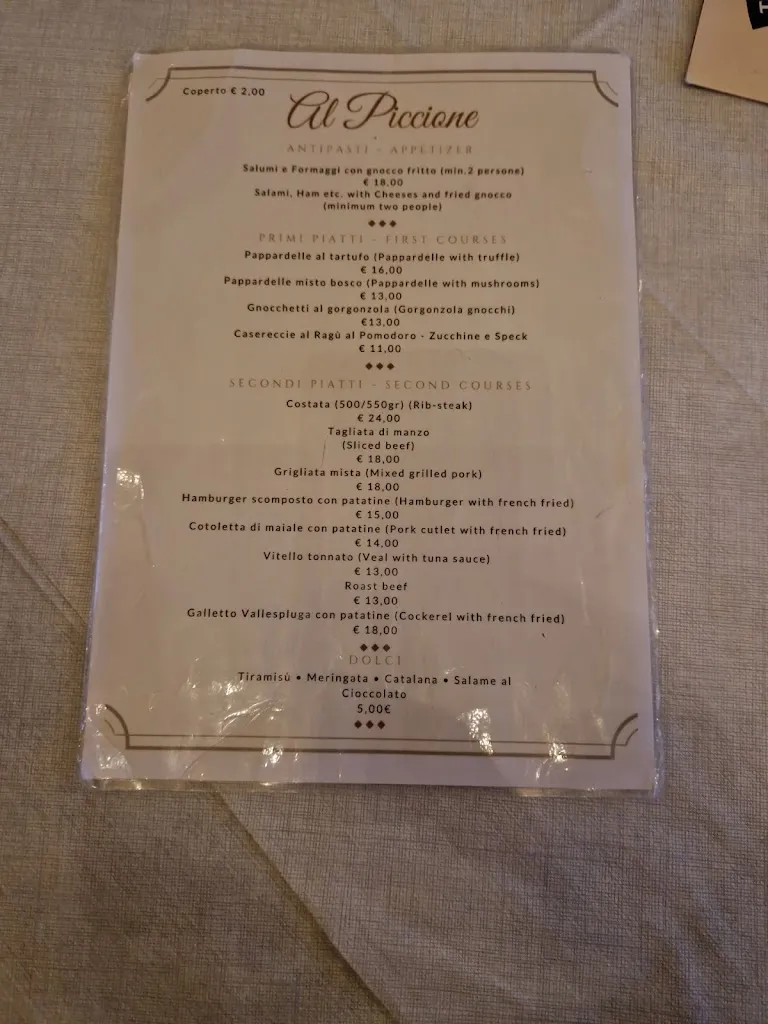 Coperto € 2,00
Al Piccione
ANTIPASTI - APPETIZER
Salumi e Formaggi con gnocco fritto (min.2 persone)
€ 18,00
Salami, Ham etc. with Cheeses and fried gnocco
(minimum two people)
PRIMI PIATTI - FIRST COURSES
Pappardelle al tartufo (Pappardelle with truffle)
€ 16,00
Pappardelle misto bosco (Pappardelle with mushrooms)
€ 13,00
Gnocchetti al gorgonzola (Gorgonzola gnocchi)
€13,00
Casereccie al Ragù al Pomodoro - Zucchine e Speck
€ 11,00
SECONDI PIATTI - SECOND COURSES
Costata (500/550gr) (Rib-steak)
€ 24,00
Tagliata di manzo
(Sliced beef)
€ 18,00
Grigliata mista (Mixed grilled pork)
€ 18,00
Hamburger scomposto con patatine (Hamburger with french fried)
€ 15,00
Cotoletta di maiale con patatine (Pork cutlet with french fried)
€ 14,00
Vitello tonnato (Veal with tuna sauce)
€ 13,00
Roast beef
€ 13,00
Galletto Vallespluga con patatine (Cockerel with french fried)
€ 18,00
DOLCI
Tiramisù • Meringata • Catalana • Salame al
Cioccolato
5,00€